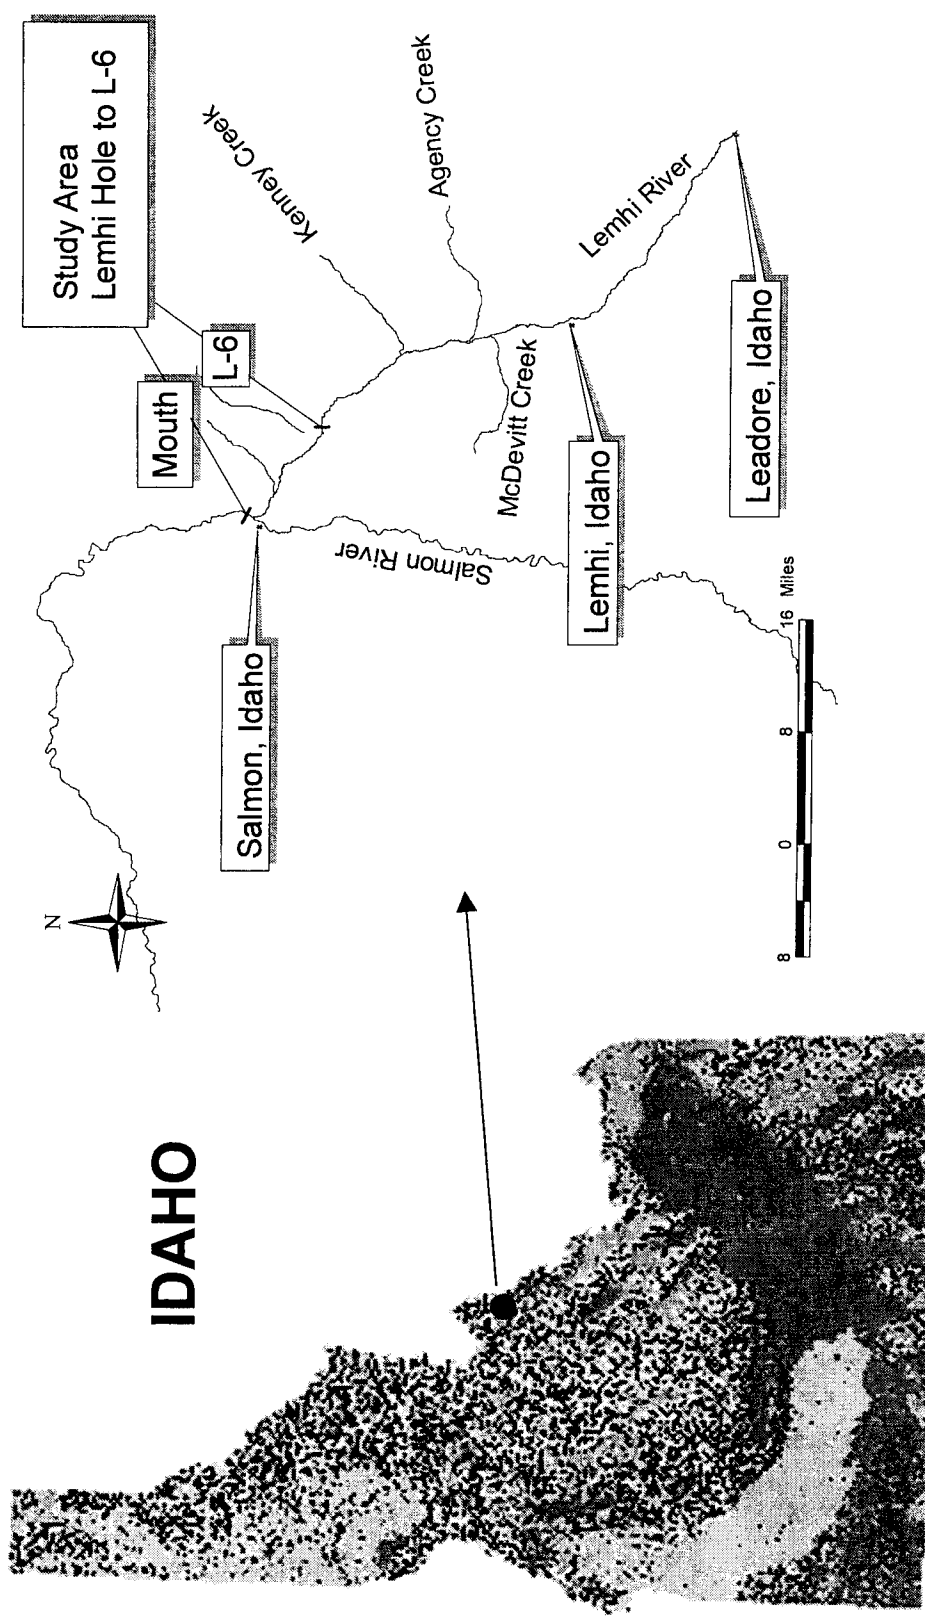 IDAHO
N
Study Area
Lemhi Hole to L-6
Mouth
L-6
Kenney Creek
Agency Creek
Salmon, Idaho
Salmon River
McDevitt Creek
Lemhi River
Lemhi, Idaho
Leadore, Idaho
8 0 8 16 Miles